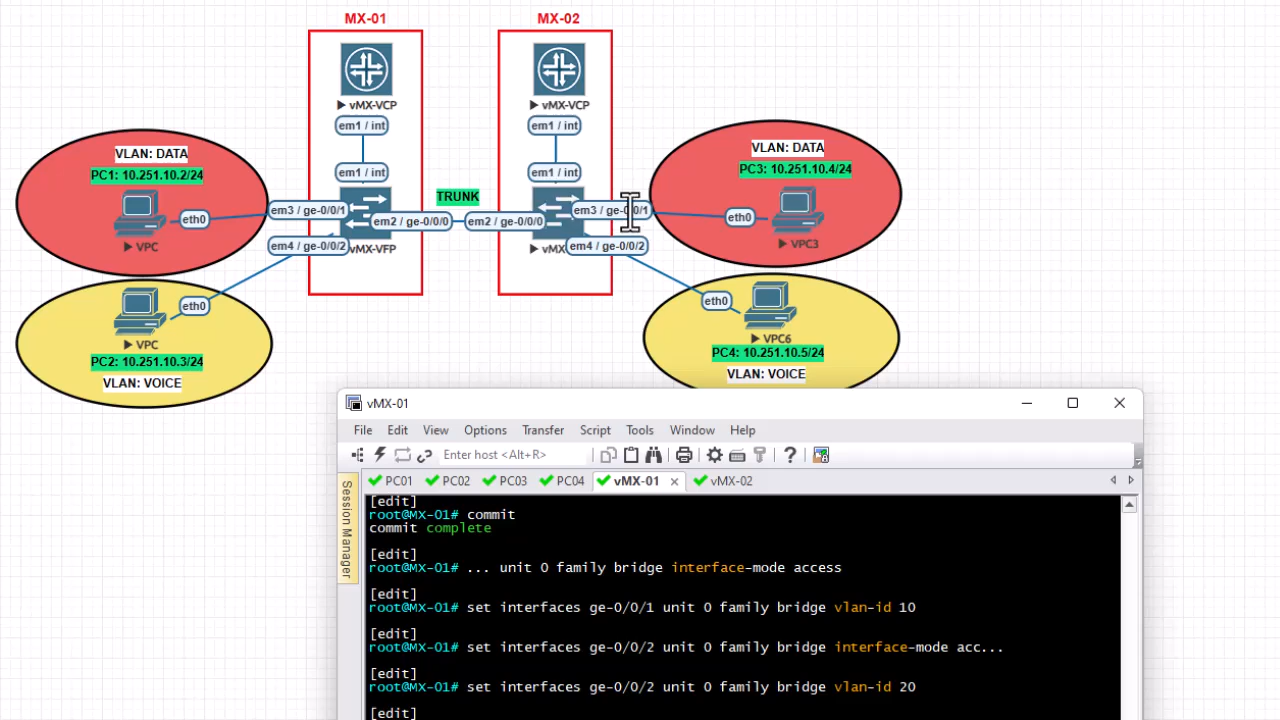 MX-01
MX-02
vMX-VCP
vMX-VCP
em1 / int
em1 / int
em1 / int
em1 / int
VLAN: DATA
PC1: 10.251.10.2/24
eth0
VPC
em3 / ge-0/0/1
em4 / ge-0/0/2
em2 / ge-0/0/0
vMX-VFP
TRUNK
em2 / ge-0/0/0
em3 / ge-0/0/1
em4 / ge-0/0/2
VLAN: DATA
PC3: 10.251.10.4/24
eth0
VPC3
eth0
VPC
PC2: 10.251.10.3/24
VLAN: VOICE
eth0
VPC6
PC4: 10.251.10.5/24
VLAN: VOICE
vMX-01
File Edit View Options Transfer Script Tools Window Help
Enter host <Alt+R>
PC01 PC02 PC03 PC04 vMX-01 vMX-02
Session Manager
[edit]
root@MX-01# commit
commit complete
[edit]
root@MX-01# ... unit 0 family bridge interface-mode access
[edit]
root@MX-01# set interfaces ge-0/0/1 unit 0 family bridge vlan-id 10
[edit]
root@MX-01# set interfaces ge-0/0/2 unit 0 family bridge interface-mode acc...
[edit]
root@MX-01# set interfaces ge-0/0/2 unit 0 family bridge vlan-id 20
[edit]